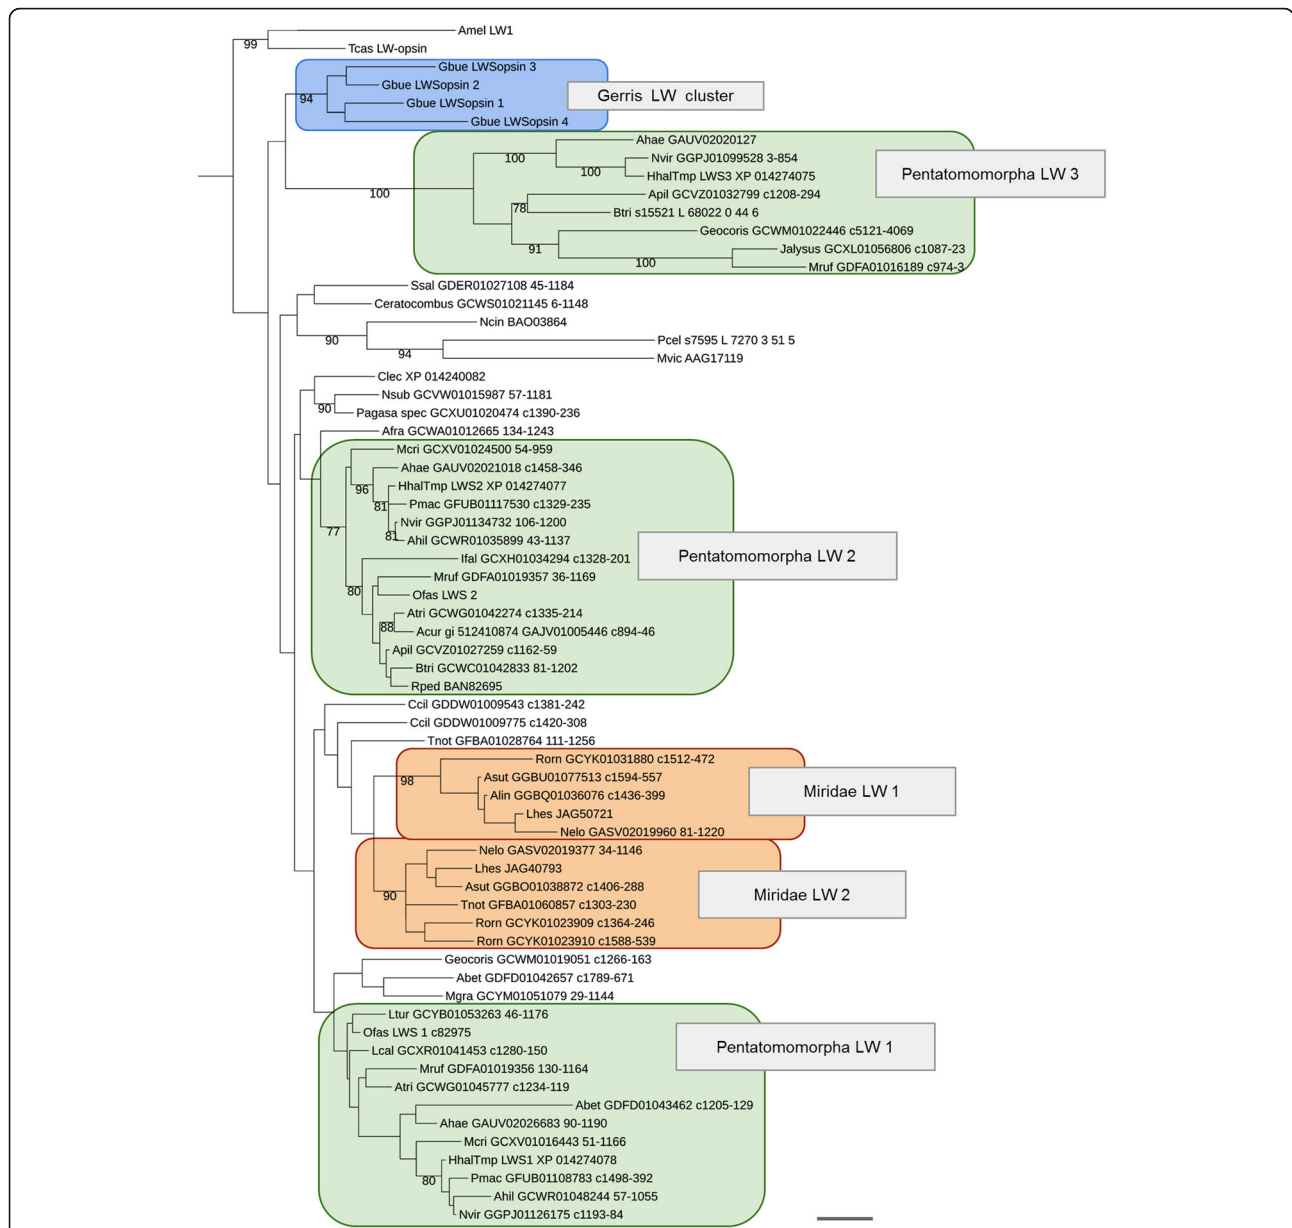 Amel LW1
99
Tcas LW-opsin
Gbue LWSopsin 3
Gbue LWSopsin 2
94
Gbue LWSopsin 1
Gbue LWSopsin 4
Gerris LW cluster
Ahae GAUV02020127
100
Nvir GGPJ01099528 3-854
100
HhalTmp LWS3 XP 014274075
Pentatomomorpha LW 3
100
Apil GCVZ01032799 c1208-294
78
Btri s15521 L 68022 0 44 6
Geocoris GCWM01022446 c5121-4069
91
Jalysus GCXL01056806 c1087-23
100
Mruf GDFA01016189 c974-3
Ssal GDER01027108 45-1184
Ceratocombus GCWS01021145 6-1148
Ncin BAO03864
90
Pcel s7595 L 7270 3 51 5
94
Mvic AAG17119
Clec XP 014240082
Nsub GCVW01015987 57-1181
90
Pagasa spec GCXU01020474 c1390-236
Afra GCWA01012665 134-1243
Mcri GCXV01024500 54-959
Ahae GAUV02021018 c1458-346
96
HhalTmp LWS2 XP 014274077
81
Pmac GFUB01117530 c1329-235
Nvir GGPJ01134732 106-1200
77
81
Ahil GCWR01035899 43-1137
Pentatomomorpha LW 2
Ifal GCXH01034294 c1328-201
Mruf GDFA01019357 36-1169
80
Ofas LWS 2
Atri GCWG01042274 c1335-214
88
Acur gi 512410874 GAJV01005446 c894-46
Apil GCVZ01027259 c1162-59
Btri GCWC01042833 81-1202
Rped BAN82695
Ccil GDDW01009543 c1381-242
Ccil GDDW01009775 c1420-308
Tnot GFBA01028764 111-1256
Rorn GCYK01031880 c1512-472
98
Asut GGBU01077513 c1594-557
Alin GGBQ01036076 c1436-399
Miridae LW 1
Lhes JAG50721
Nelo GASV02019960 81-1220
Nelo GASV02019377 34-1146
Lhes JAG40793
Asut GGBO01038872 c1406-288
90
Miridae LW 2
Tnot GFBA01060857 c1303-230
Rorn GCYK01023909 c1364-246
Rorn GCYK01023910 c1588-539
Geocoris GCWM01019051 c1266-163
Abet GDFD01042657 c1789-671
Mgra GCYM01051079 29-1144
Ltur GCYB01053263 46-1176
Ofas LWS 1 c82975
Pentatomomorpha LW 1
Lcal GCXR01041453 c1280-150
Mruf GDFA01019356 130-1164
Atri GCWG01045777 c1234-119
Abet GDFD01043462 c1205-129
Ahae GAUV02026683 90-1190
Mcri GCXV01016443 51-1166
HhalTmp LWS1 XP 014274078
80
Pmac GFUB01108783 c1498-392
Ahil GCWR01048244 57-1055
Nvir GGPJ01126175 c1193-84